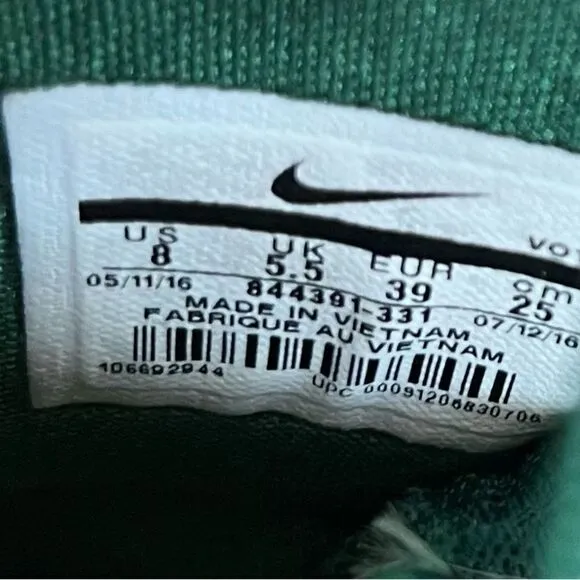 US UK EUR cm
8 5.5 39 25
05/11/16 844391-331 07/12/16
MADE IN VIETNAM
FABRIQUE AU VIETNAM
106692944 UPC 00091206830706